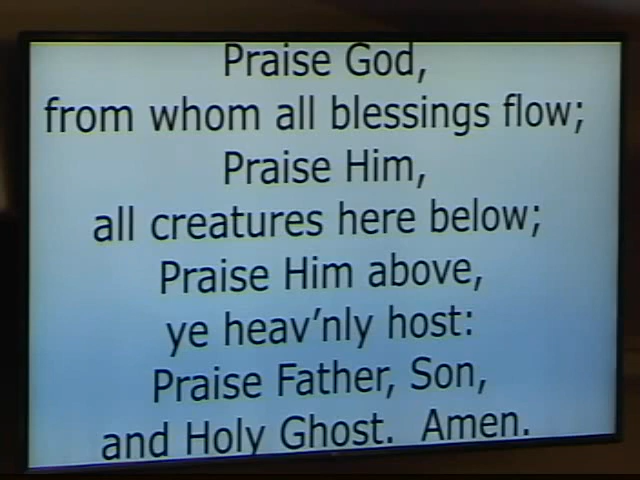 Praise God,
from whom all blessings flow;
Praise Him,
all creatures here below;
Praise Him above,
ye heav’nly host:
Praise Father, Son,
and Holy Ghost.  Amen.